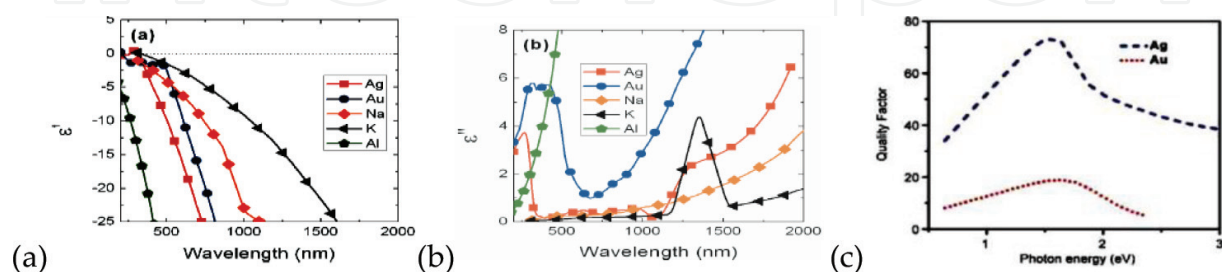 (a)
5
0
-5
-10
-15
-20
-25
ε'
Ag
Au
Na
K
Al
500 1000 1500 2000
Wavelength (nm)
(a)
(b)
8
6
4
2
0
ε"
Ag
Au
Na
K
Al
500 1000 1500 2000
Wavelength (nm)
(b)
80
60
40
20
0
Quality Factor
Ag
Au
1 2 3
Photon energy (eV)
(c)